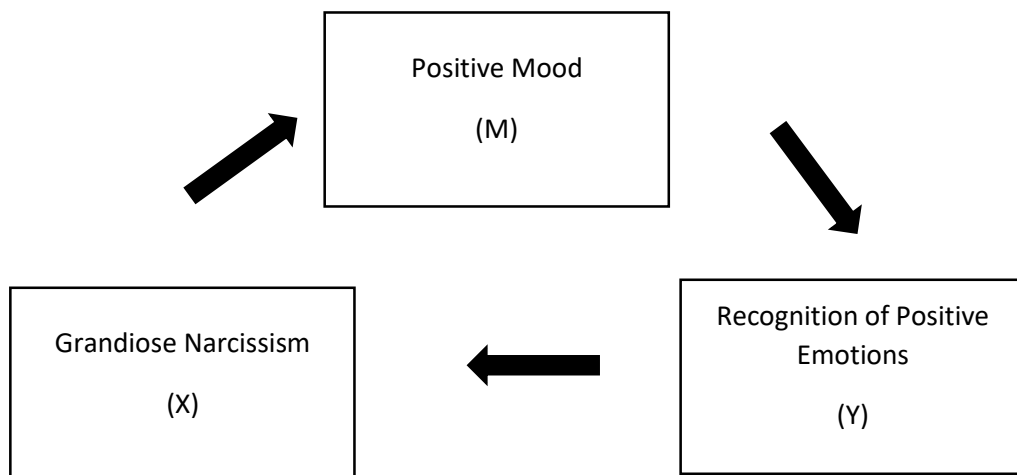 Positive Mood
(M)
Grandiose Narcissism
(X)
Recognition of Positive
Emotions
(Y)